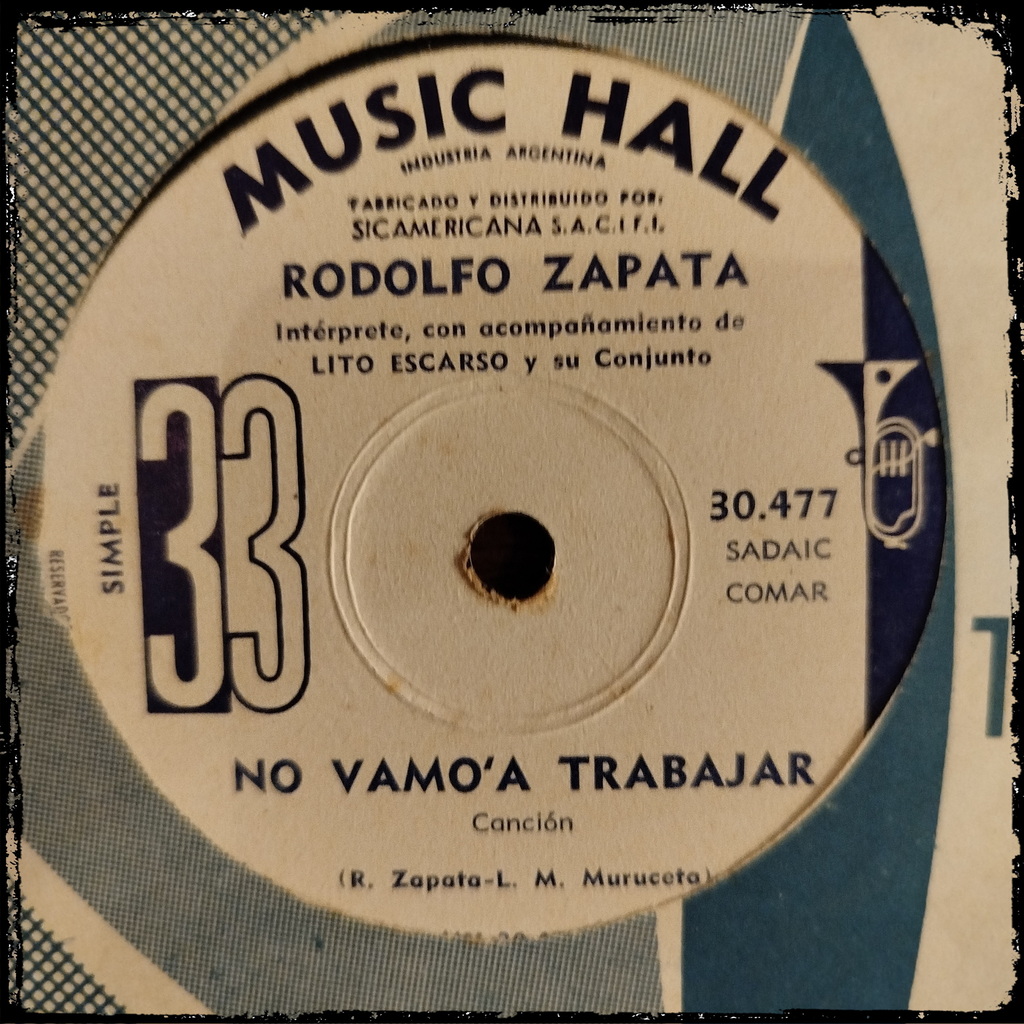 MUSIC HALL
INDUSTRIA ARGENTINA
FABRICADO Y DISTRIBUIDO POR:
SICAMERICANA S.A.C.I.F.I.
RODOLFO ZAPATA
Intérprete, con acompañamiento de
LITO ESCARSO y su Conjunto
33
SIMPLE
30.477
SADAIC
COMAR
NO VAMO'A TRABAJAR
Canción
(R. Zapata-L. M. Muruceta)
1